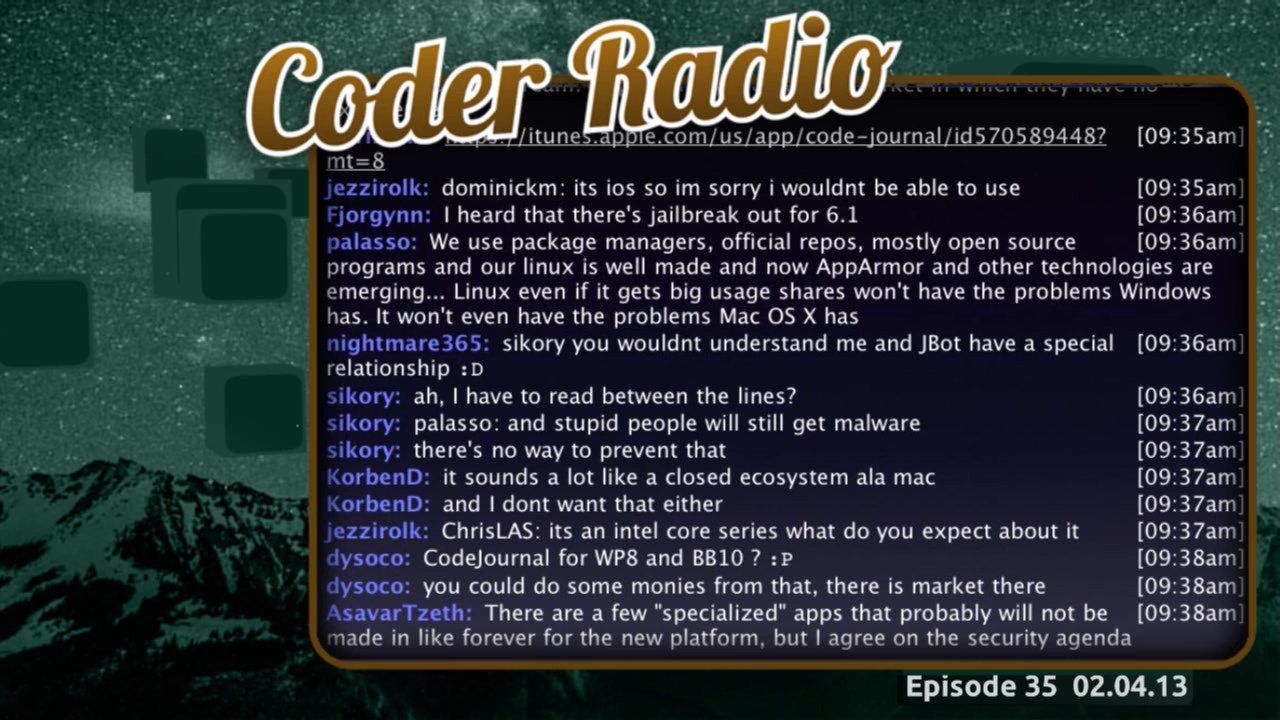 Coder Radio
ket in which they have no
https://itunes.apple.com/us/app/code-journal/id570589448? [09:35am]
mt=8
jezzirolk: dominickm: its ios so im sorry i wouldnt be able to use [09:35am]
Fjorgynn: I heard that there's jailbreak out for 6.1 [09:36am]
palasso: We use package managers, official repos, mostly open source [09:36am]
programs and our linux is well made and now AppArmor and other technologies are
emerging... Linux even if it gets big usage shares won't have the problems Windows
has. It won't even have the problems Mac OS X has
nightmare365: sikory you wouldnt understand me and JBot have a special [09:36am]
relationship :D
sikory: ah, I have to read between the lines? [09:36am]
sikory: palasso: and stupid people will still get malware [09:37am]
sikory: there's no way to prevent that [09:37am]
KorbenD: it sounds a lot like a closed ecosystem ala mac [09:37am]
KorbenD: and I dont want that either [09:37am]
jezzirolk: ChrisLAS: its an intel core series what do you expect about it [09:37am]
dysoco: CodeJournal for WP8 and BB10 ? :P [09:38am]
dysoco: you could do some monies from that, there is market there [09:38am]
AsavarTzeth: There are a few "specialized" apps that probably will not be [09:38am]
made in like forever for the new platform, but I agree on the security agenda
Episode 35 02.04.13